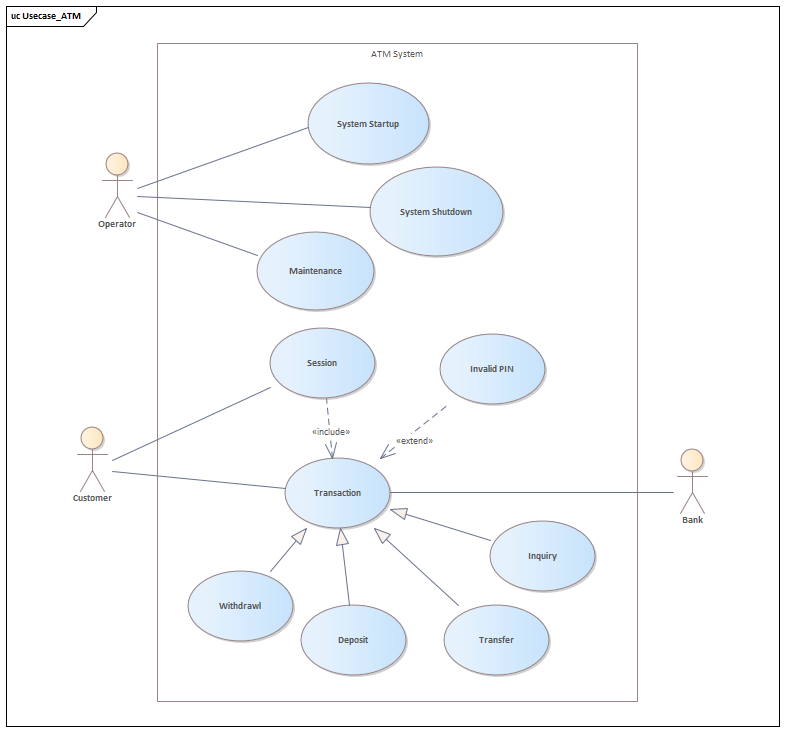 uc Usecase_ATM
ATM System
System Startup
System Shutdown
Operator
Maintenance
Session
Invalid PIN
«include»
«extend»
Customer
Transaction
Bank
Inquiry
Withdrawl
Deposit
Transfer